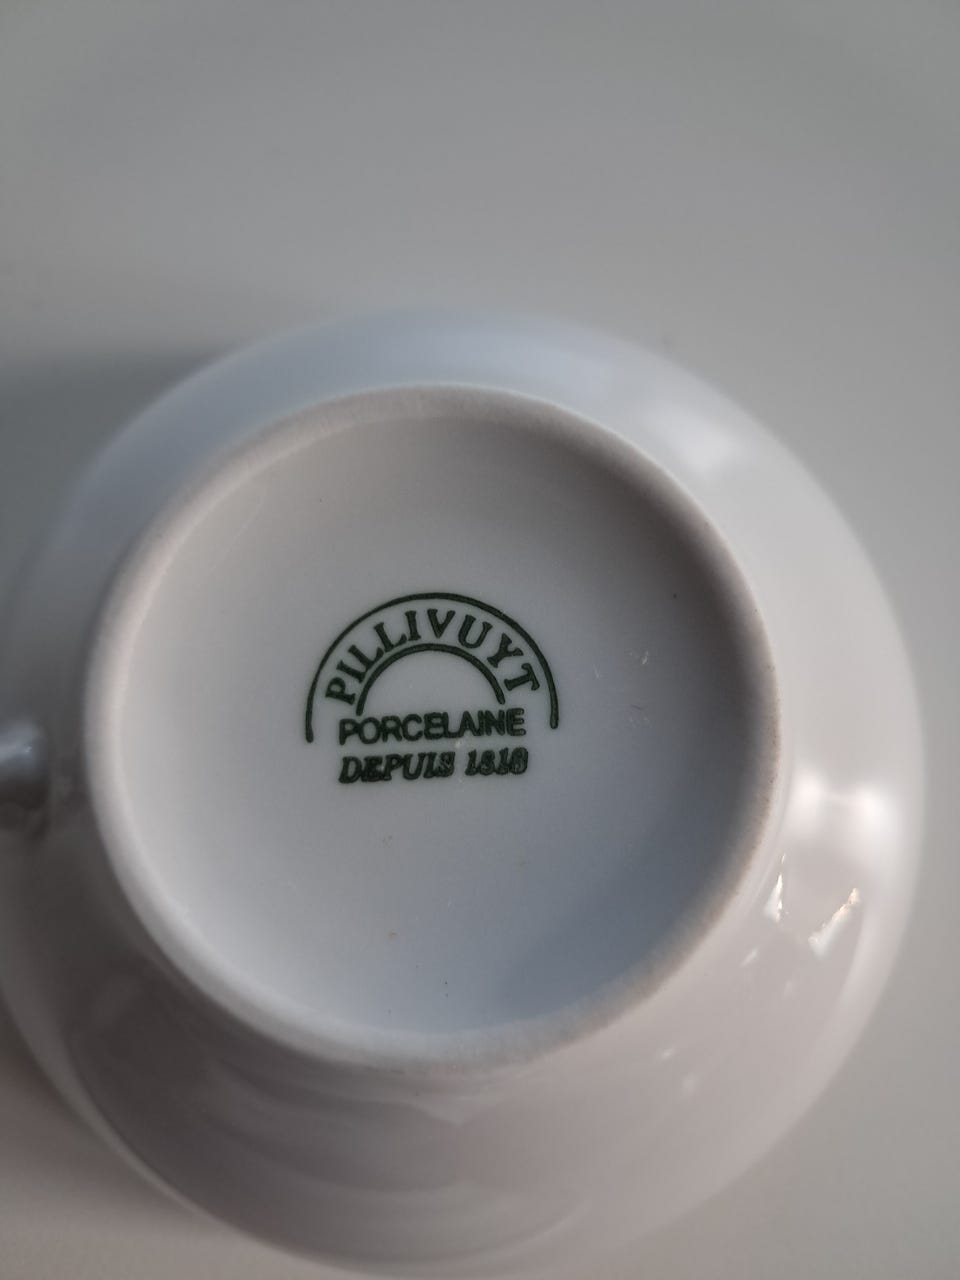 PILLIVUYT
PORCELAINE
DEPUIS 1818